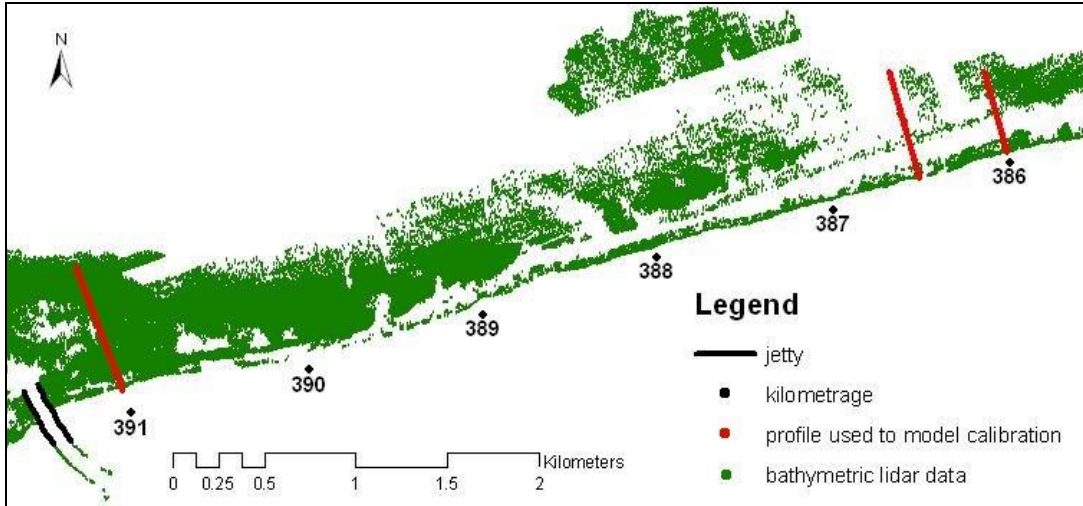 N
386
387
388
389
390
391
Legend
jetty
kilometrage
profile used to model calibration
bathymetric lidar data
Kilometers
0 0.25 0.5 1 1.5 2